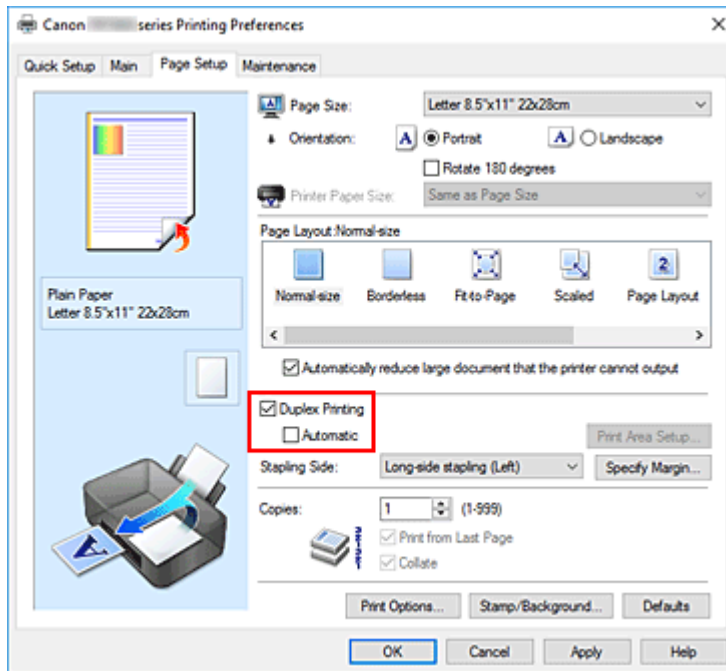 Canon series Printing Preferences
Quick Setup Main Page Setup Maintenance
Page Size: Letter 8.5"x11" 22x28cm
Orientation: A Portrait A Landscape
Rotate 180 degrees
Printer Paper Size: Same as Page Size
Page Layout:Normal-size
2
Normal-size Borderless Fit-to-Page Scaled Page Layout
Plain Paper
Letter 8.5"x11" 22x28cm
Automatically reduce large document that the printer cannot output
Duplex Printing
Automatic
Print Area Setup...
Stapling Side: Long-side stapling (Left) Specify Margin...
A
Copies: 1 (1-999)
Print from Last Page
Collate
Print Options... Stamp/Background... Defaults
OK Cancel Apply Help